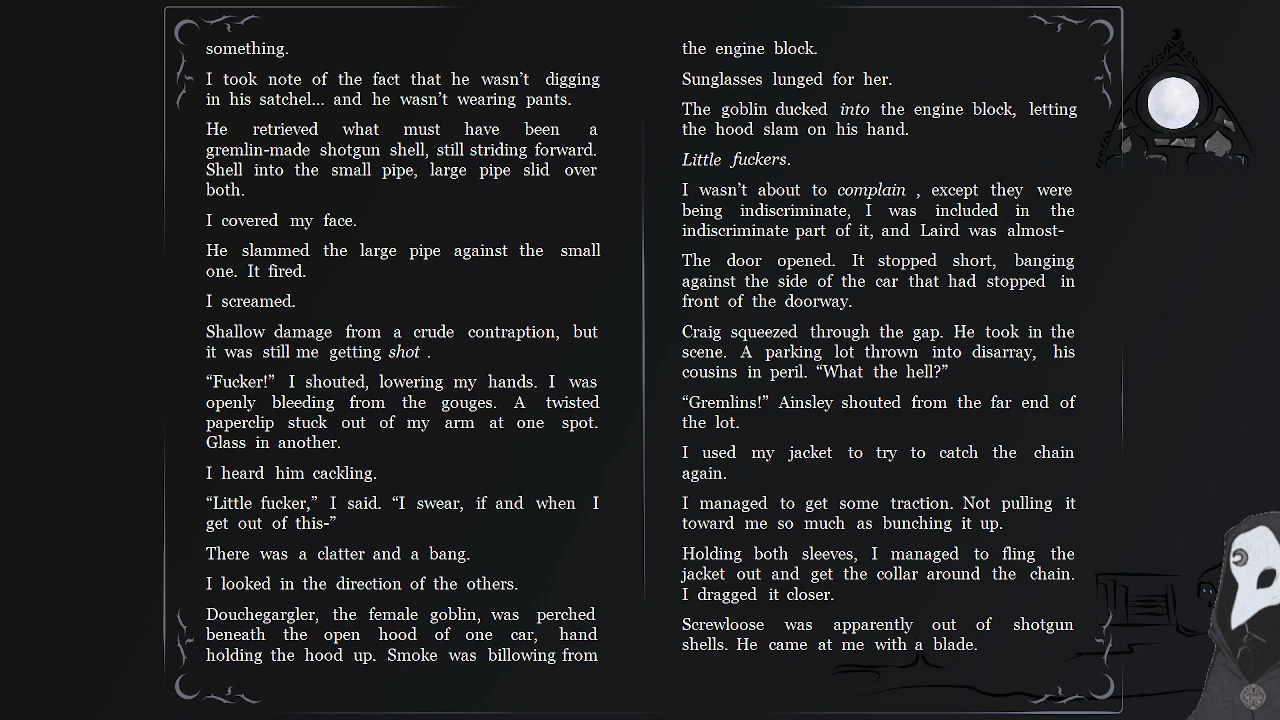 something.
I took note of the fact that he wasn’t digging
in his satchel... and he wasn’t wearing pants.
He retrieved what must have been a
gremlin-made shotgun shell, still striding forward.
Shell into the small pipe, large pipe slid over
both.
I covered my face.
He slammed the large pipe against the small
one. It fired.
I screamed.
Shallow damage from a crude contraption, but
it was still me getting shot .
“Fucker!” I shouted, lowering my hands. I was
openly bleeding from the gouges. A twisted
paperclip stuck out of my arm at one spot.
Glass in another.
I heard him cackling.
“Little fucker,” I said. “I swear, if and when I
get out of this-”
There was a clatter and a bang.
I looked in the direction of the others.
Douchegargler, the female goblin, was perched
beneath the open hood of one car, hand
holding the hood up. Smoke was billowing from
the engine block.
Sunglasses lunged for her.
The goblin ducked into the engine block, letting
the hood slam on his hand.
Little fuckers.
I wasn’t about to complain , except they were
being indiscriminate, I was included in the
indiscriminate part of it, and Laird was almost-
The door opened. It stopped short, banging
against the side of the car that had stopped in
front of the doorway.
Craig squeezed through the gap. He took in the
scene. A parking lot thrown into disarray, his
cousins in peril. “What the hell?”
“Gremlins!” Ainsley shouted from the far end of
the lot.
I used my jacket to try to catch the chain
again.
I managed to get some traction. Not pulling it
toward me so much as bunching it up.
Holding both sleeves, I managed to fling the
jacket out and get the collar around the chain.
I dragged it closer.
Screwloose was apparently out of shotgun
shells. He came at me with a blade.